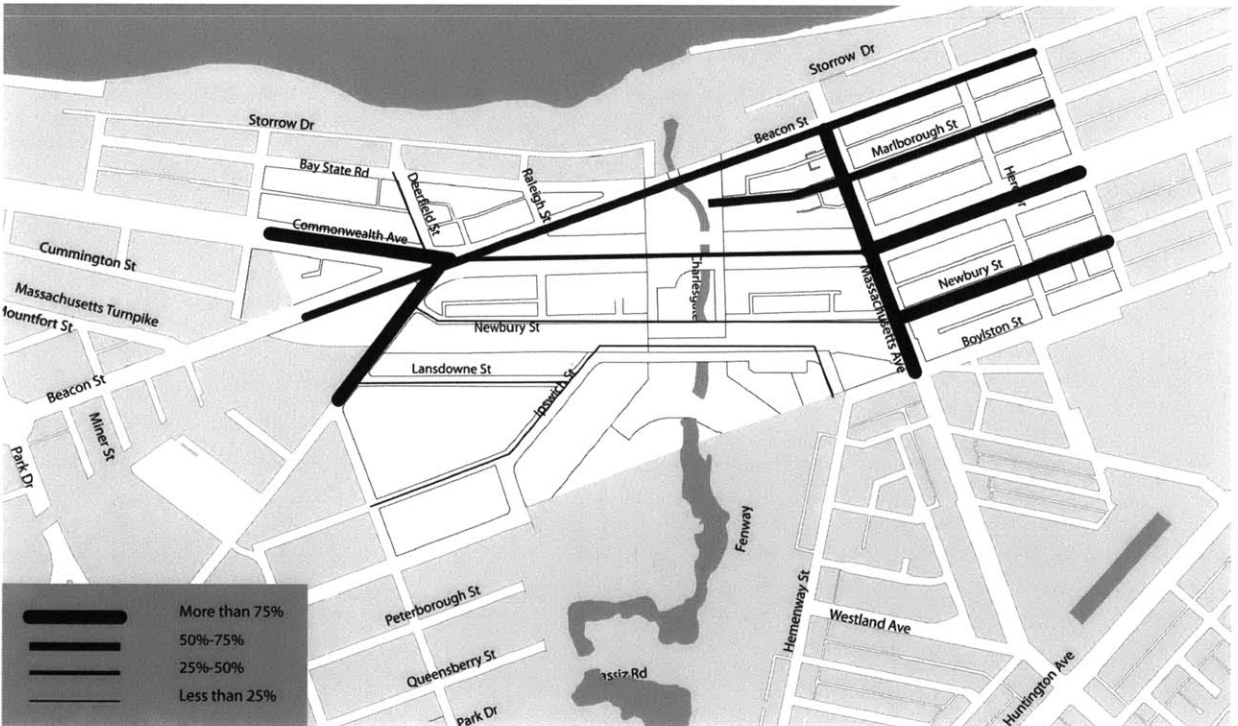 Storrow Dr
Storrow Dr
Beacon St
Marlborough St
Bay State Rd
Deerfield St
Raleigh St
Commonwealth Ave
Cummington St
Charlesgate
Newbury St
Massachusetts Turnpike
Mountfort St
Newbury St
Massachusetts Ave
Boylston St
Lansdowne St
Ipswich St
Beacon St
Miner St
Park Dr
Fenway
Peterborough St
Hemenway St
Westland Ave
Queensberry St
Huntington Ave
Park Dr
More than 75%
50%-75%
25%-50%
Less than 25%